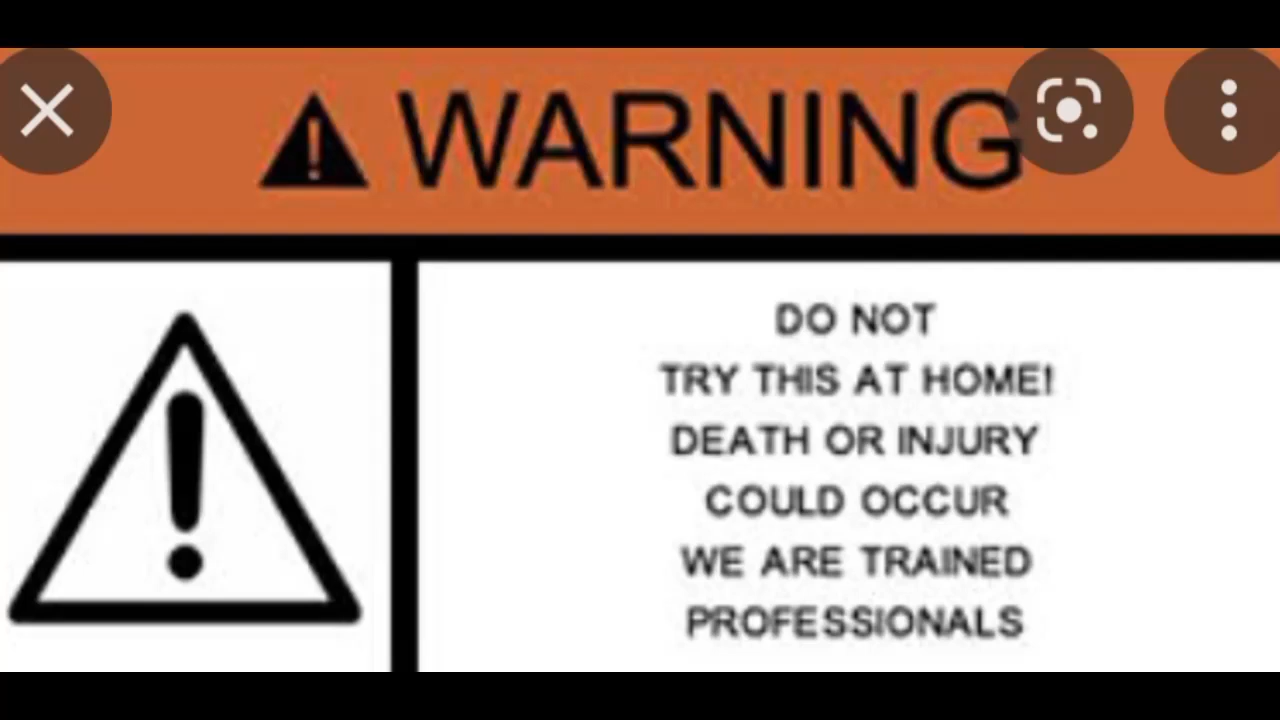 WARNING
DO NOT
TRY THIS AT HOME!
DEATH OR INJURY
COULD OCCUR
WE ARE TRAINED
PROFESSIONALS